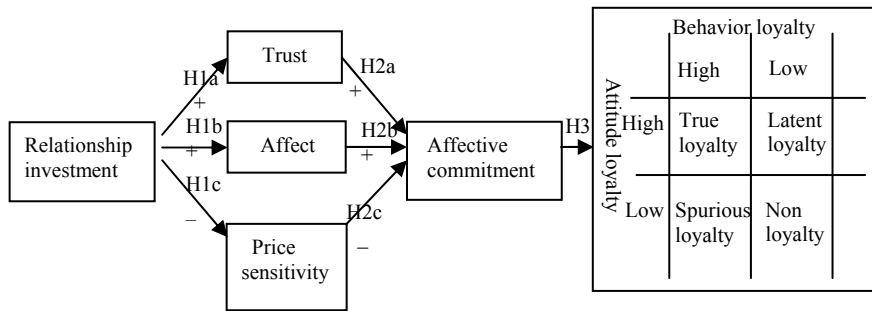 Relationship
investment
H1a
+
H1b
+
H1c
–
Trust
Affect
Price
sensitivity
H2a
+
H2b
+
H2c
–
Affective
commitment
H3
Behavior loyalty
Attitude loyalty
High Low
High True Latent
loyalty loyalty
Low Spurious Non
loyalty loyalty